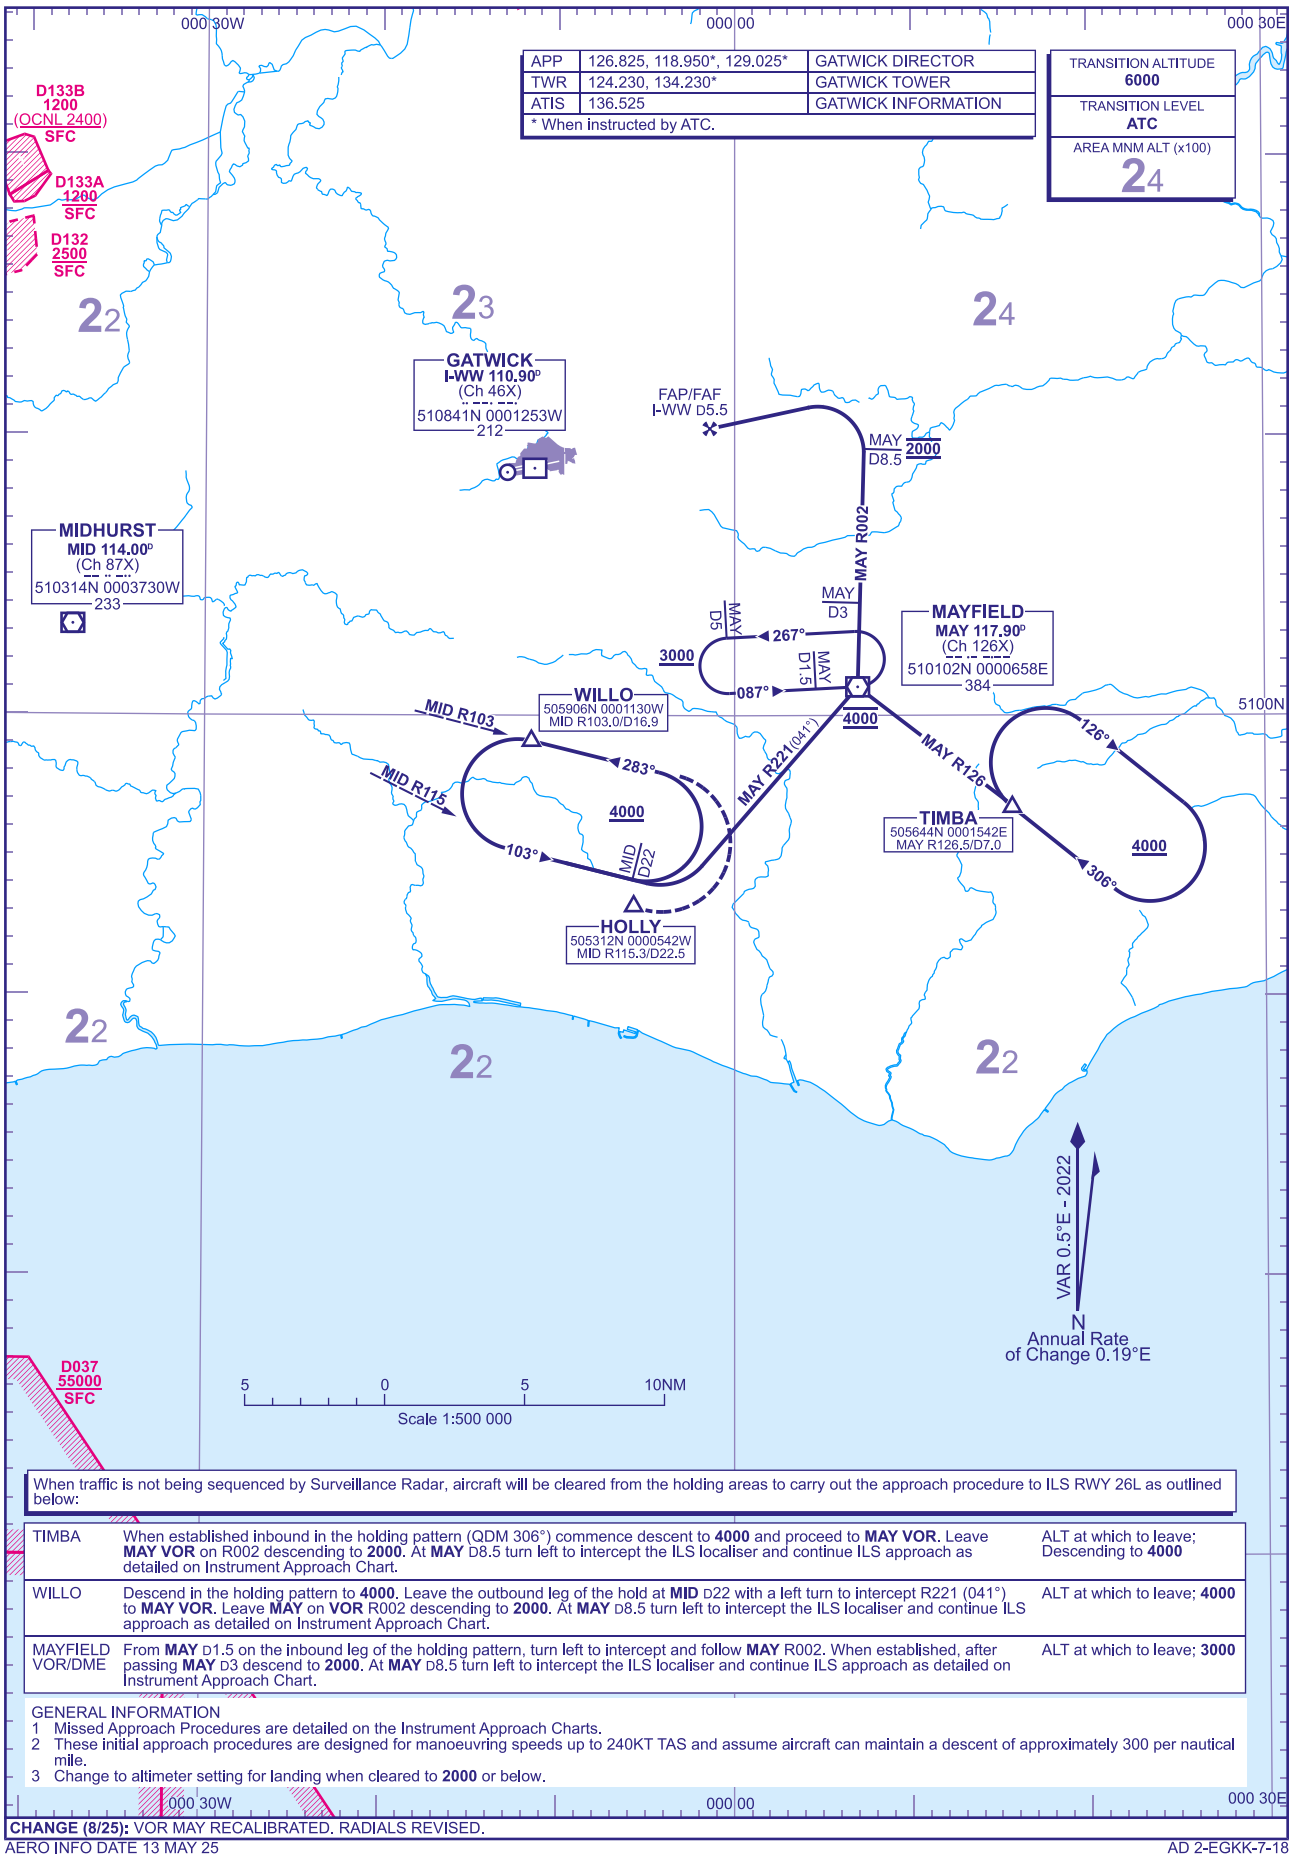 000 30W
000 00
000 30E
APP 126.825, 118.950*, 129.025* GATWICK DIRECTOR
TWR 124.230, 134.230* GATWICK TOWER
ATIS 136.525 GATWICK INFORMATION
* When instructed by ATC.
TRANSITION ALTITUDE
6000
TRANSITION LEVEL
ATC
AREA MNM ALT (x100)
24
D133B
1200
(OCNL 2400)
SFC
D133A
1200
SFC
D132
2500
SFC
22
23
24
GATWICK
I-WW 110.90D
(Ch 46X)
510841N 0001253W
212
FAP/FAF
I-WW D5.5
MAY
D8.5
2000
MAY R002
MIDHURST
MID 114.00D
(Ch 87X)
510314N 0003730W
233
MAY
D3
MAY
D5
267°
3000
MAY
D1.5
087°
MAYFIELD
MAY 117.90D
(Ch 126X)
510102N 0000658E
384
4000
5100N
WILLO
505906N 0001130W
MID R103.0/D16.9
MID R103
MID R115
283°
4000
103°
MID
D22
MAY R221(041°)
MAY R126
126°
TIMBA
505644N 0001542E
MAY R126.5/D7.0
4000
306°
HOLLY
505312N 0000542W
MID R115.3/D22.5
22
22
22
VAR 0.5°E - 2022
N
Annual Rate
of Change 0.19°E
D037
55000
SFC
5 0 5 10NM
Scale 1:500 000
When traffic is not being sequenced by Surveillance Radar, aircraft will be cleared from the holding areas to carry out the approach procedure to ILS RWY 26L as outlined
below:
TIMBA When established inbound in the holding pattern (QDM 306°) commence descent to 4000 and proceed to MAY VOR. Leave ALT at which to leave;
MAY VOR on R002 descending to 2000. At MAY D8.5 turn left to intercept the ILS localiser and continue ILS approach as Descending to 4000
detailed on Instrument Approach Chart.
WILLO Descend in the holding pattern to 4000. Leave the outbound leg of the hold at MID D22 with a left turn to intercept R221 (041°) ALT at which to leave; 4000
to MAY VOR. Leave MAY on VOR R002 descending to 2000. At MAY D8.5 turn left to intercept the ILS localiser and continue ILS
approach as detailed on Instrument Approach Chart.
MAYFIELD From MAY D1.5 on the inbound leg of the holding pattern, turn left to intercept and follow MAY R002. When established, after ALT at which to leave; 3000
VOR/DME passing MAY D3 descend to 2000. At MAY D8.5 turn left to intercept the ILS localiser and continue ILS approach as detailed on
Instrument Approach Chart.
GENERAL INFORMATION
1 Missed Approach Procedures are detailed on the Instrument Approach Charts.
2 These initial approach procedures are designed for manoeuvring speeds up to 240KT TAS and assume aircraft can maintain a descent of approximately 300 per nautical
mile.
3 Change to altimeter setting for landing when cleared to 2000 or below.
000 30W
000 00
000 30E
CHANGE (8/25): VOR MAY RECALIBRATED. RADIALS REVISED.
AERO INFO DATE 13 MAY 25
AD 2-EGKK-7-18